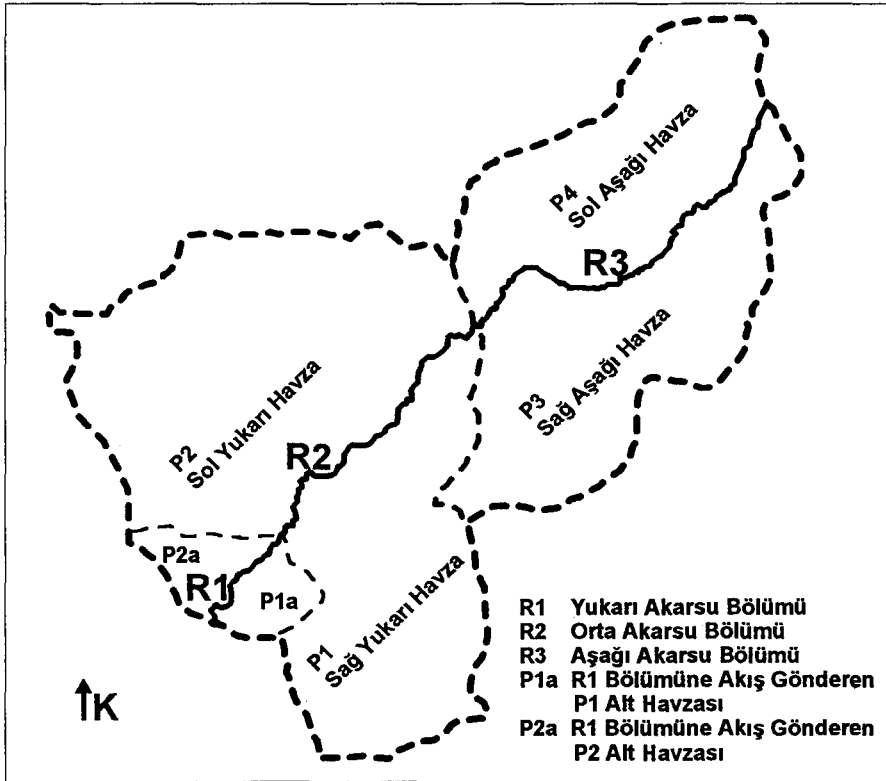 P4
Sol Aşağı Havza
R3
P3
Sağ Aşağı Havza
P2
Sol Yukarı Havza
R2
P2a
R1
P1a
P1
Sağ Yukarı Havza
K
R1 Yukarı Akarsu Bölümü
R2 Orta Akarsu Bölümü
R3 Aşağı Akarsu Bölümü
P1a R1 Bölümüne Akış Gönderen
P1 Alt Havzası
P2a R1 Bölümüne Akış Gönderen
P2 Alt Havzası